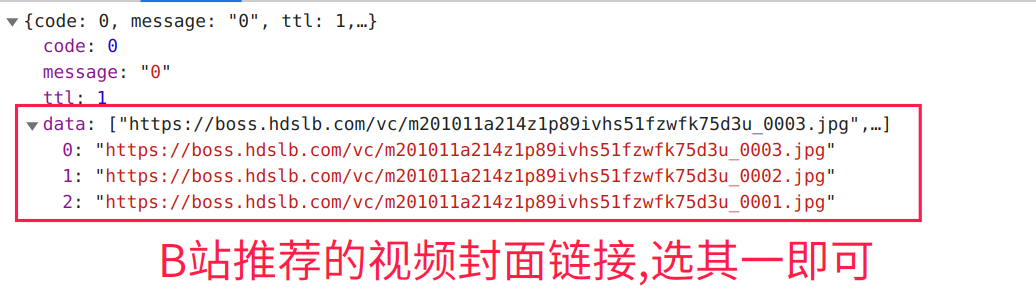 {code: 0, message: "0", ttl: 1,…}
code: 0
message: "0"
ttl: 1
data: ["https://boss.hdslb.com/vc/m201011a214z1p89ivhs51fzwfk75d3u_0003.jpg",…]
0: "https://boss.hdslb.com/vc/m201011a214z1p89ivhs51fzwfk75d3u_0003.jpg"
1: "https://boss.hdslb.com/vc/m201011a214z1p89ivhs51fzwfk75d3u_0002.jpg"
2: "https://boss.hdslb.com/vc/m201011a214z1p89ivhs51fzwfk75d3u_0001.jpg"
B站推荐的视频封面链接,选其一即可